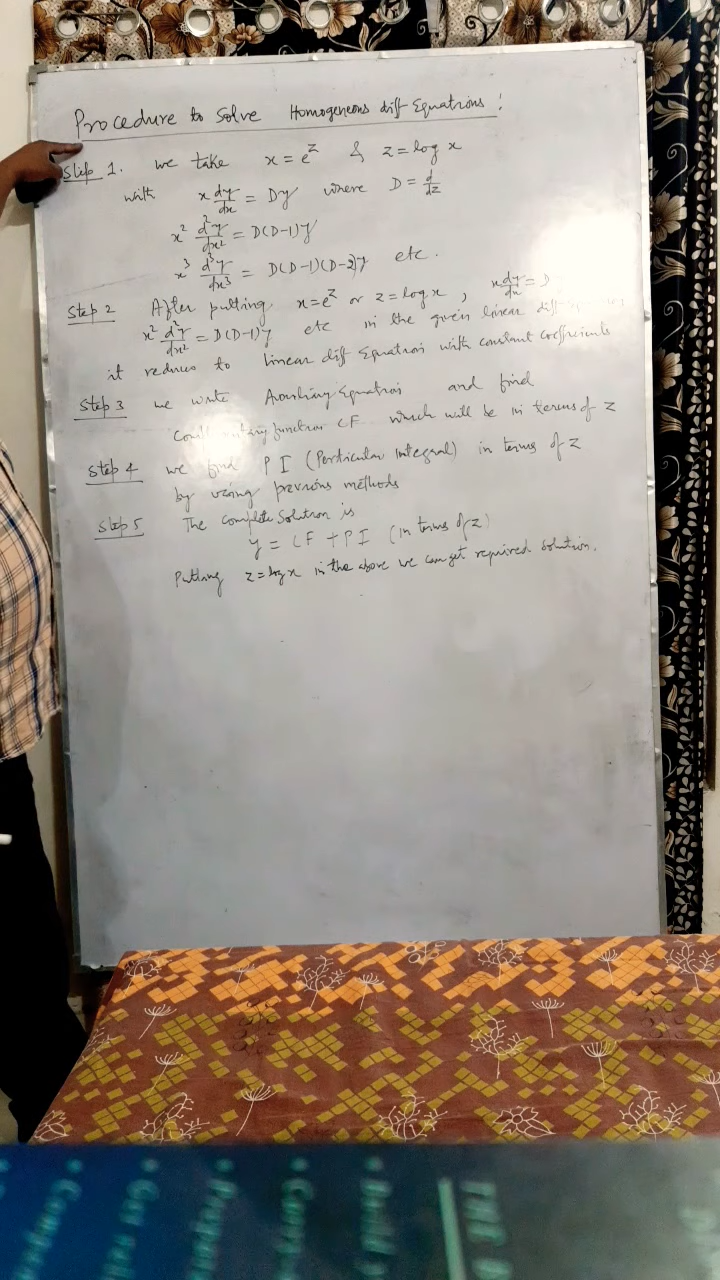 Procedure to Solve Homogeneous diff Equations :
Step 1. we take x = e^z & z = log x
with x dy/dx = Dy where D = d/dz
x² d²y/dx² = D(D-1)y
x³ d³y/dx³ = D(D-1)(D-2)y etc.
Step 2 After putting x = e^z or z = log x , x dy/dx = D
x² d²y/dx² = D(D-1)y etc in the given linear diff
it reduces to linear diff Equation with constant coefficients
Step 3 we write Auxiliary Equation and find
function CF which will be in terms of z
Step 4 we find P I (Perticular Integral) in terms of z
by using previous methods
Step 5 The complete Solution is
y = CF + PI (in terms of z)
Putting z = log x in the above we can get required solution.